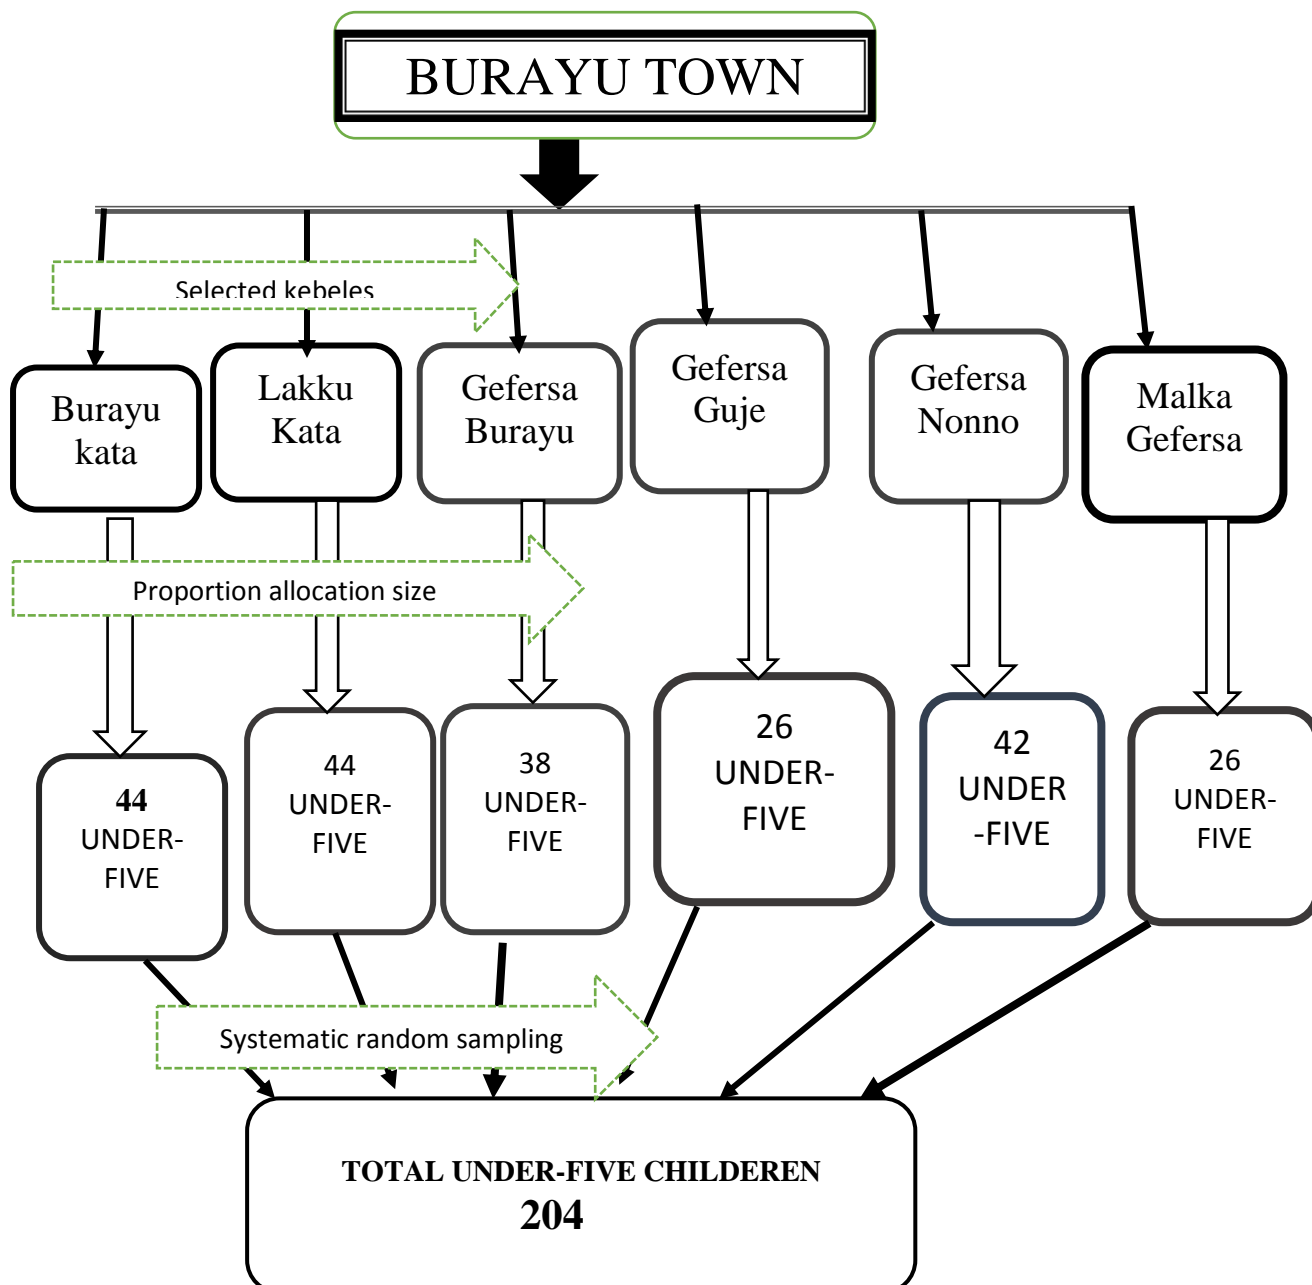 BURAYU TOWN
Selected kebeles
Burayu
kata
Lakku
Kata
Gefersa
Burayu
Gefersa
Guje
Gefersa
Nonno
Malka
Gefersa
Proportion allocation size
44
UNDER-
FIVE
44
UNDER-
FIVE
38
UNDER-
FIVE
26
UNDER-
FIVE
42
UNDER
-FIVE
26
UNDER-
FIVE
Systematic random sampling
TOTAL UNDER-FIVE CHILDEREN
204